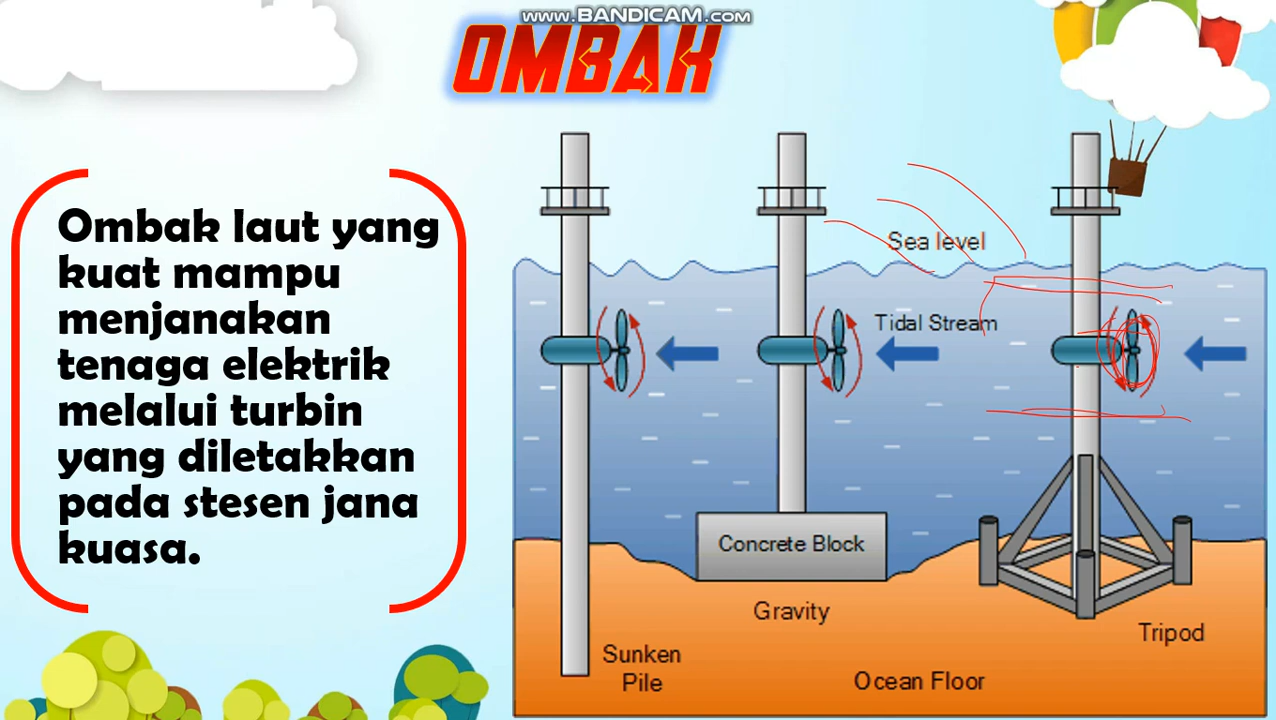 www.BANDICAM.com
OMBAK
Ombak laut yang
kuat mampu
menjanakan
tenaga elektrik
melalui turbin
yang diletakkan
pada stesen jana
kuasa.
Sea level
Tidal Stream
Concrete Block
Gravity
Sunken
Pile
Tripod
Ocean Floor